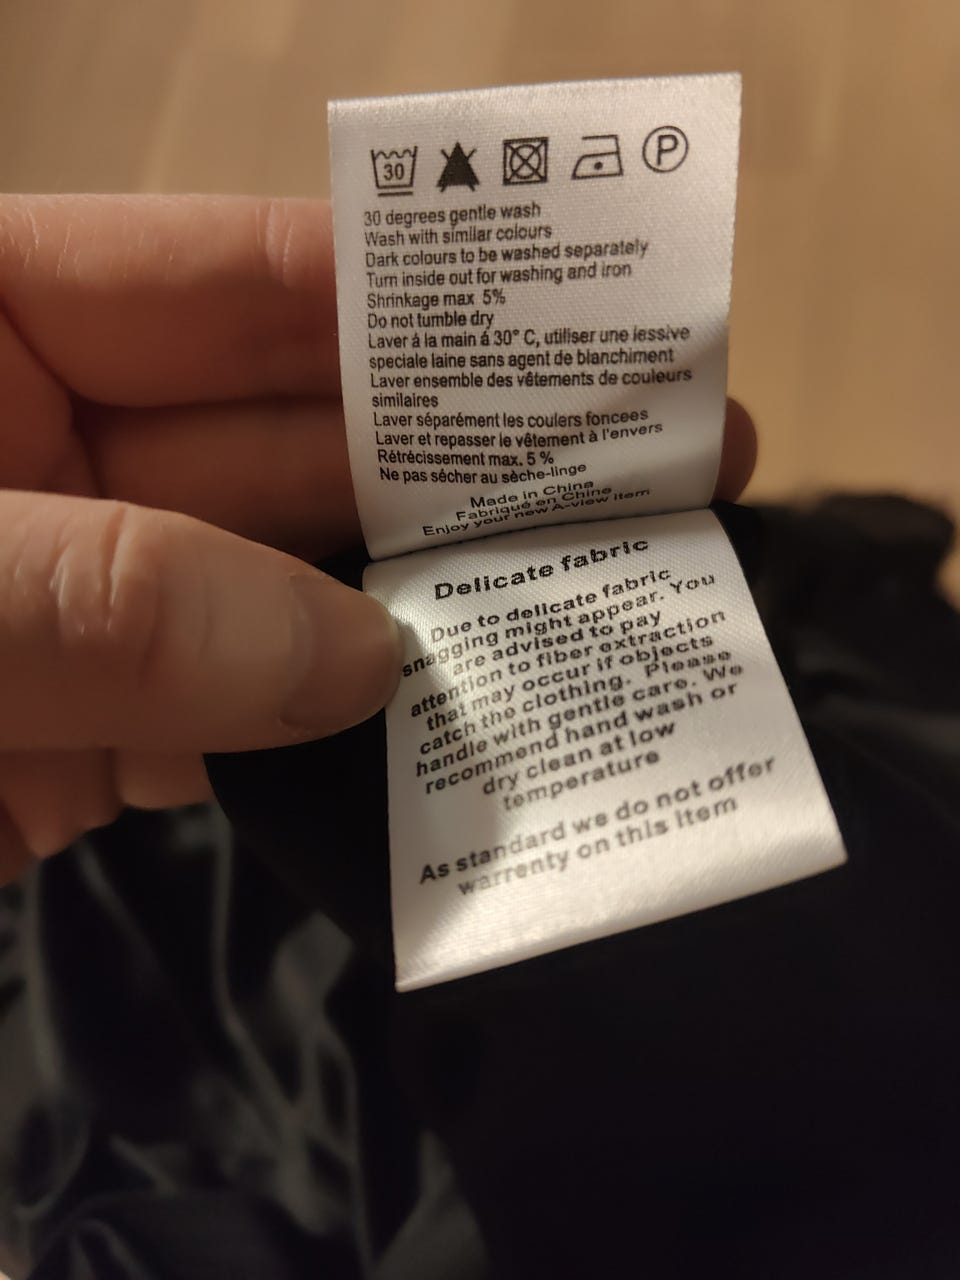 30
P
30 degrees gentle wash
Wash with similar colours
Dark colours to be washed separately
Turn inside out for washing and iron
Shrinkage max 5%
Do not tumble dry
Laver á la main á 30° C, utiliser une lessive
speciale laine sans agent de blanchiment
Laver ensemble des vêtements de couleurs
similaires
Laver séparément les coulers foncees
Laver et repasser le vêtement à l'envers
Rétrécissement max. 5 %
Ne pas sécher au sèche-linge
Made in China
Fabriqué en Chine
Enjoy your new A-view item
Delicate fabric
Due to delicate fabric
snagging might appear. You
are advised to pay
attention to fiber extraction
that may occur if objects
catch the clothing. Please
handle with gentle care. We
recommend hand wash or
dry clean at low
temperature
As standard we do not offer
warrenty on this item